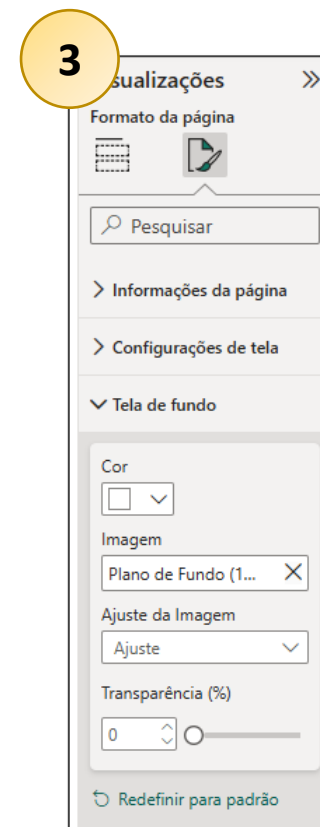 3
sualizações
Formato da página
Pesquisar
Informações da página
Configurações de tela
Tela de fundo
Cor
Imagem
Plano de Fundo (1...
Ajuste da Imagem
Ajuste
Transparência (%)
0
Redefinir para padrão